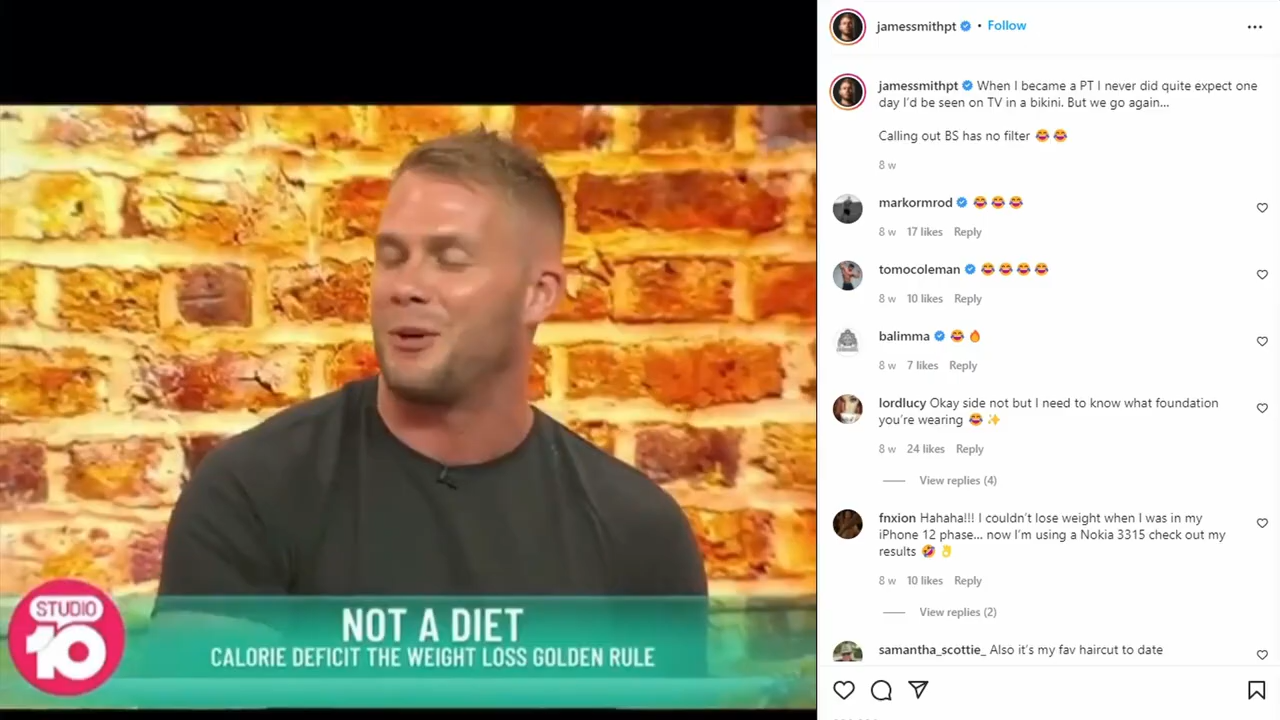 jamessmithpt • Follow
jamessmithpt When I became a PT I never did quite expect one
day I'd be seen on TV in a bikini. But we go again...
Calling out BS has no filter 😂 😂
8 w
markormrod 😂 😂 😂
8 w 17 likes Reply
tomocoleman 😂 😂 😂 😂
8 w 10 likes Reply
balimma 😂 🔥
8 w 7 likes Reply
lordlucy Okay side not but I need to know what foundation
you're wearing 😂 ✨
8 w 24 likes Reply
View replies (4)
fnxion Hahaha!!! I couldn't lose weight when I was in my
iPhone 12 phase... now I'm using a Nokia 3315 check out my
results 🤣 👌
8 w 10 likes Reply
View replies (2)
samantha_scottie_ Also it's my fav haircut to date
STUDIO
10
NOT A DIET
CALORIE DEFICIT THE WEIGHT LOSS GOLDEN RULE